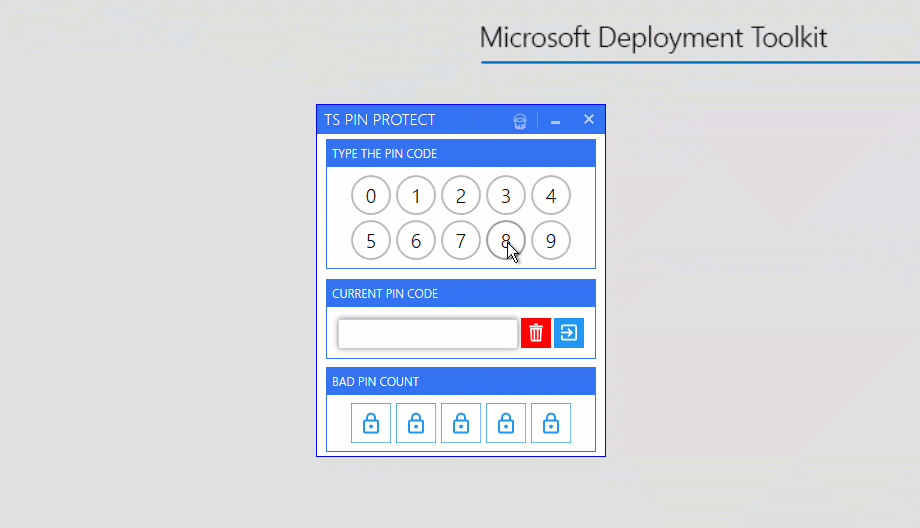 Microsoft Deployment Toolkit
TS PIN PROTECT
TYPE THE PIN CODE
0 1 2 3 4
5 6 7 8 9
CURRENT PIN CODE
BAD PIN COUNT